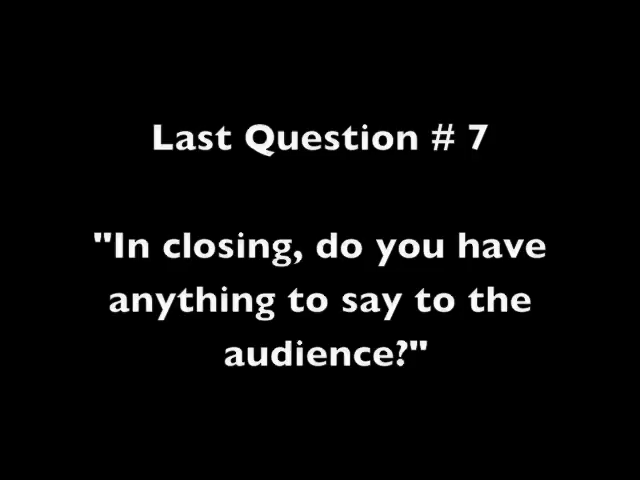 Last Question # 7
"In closing, do you have
anything to say to the
audience?"